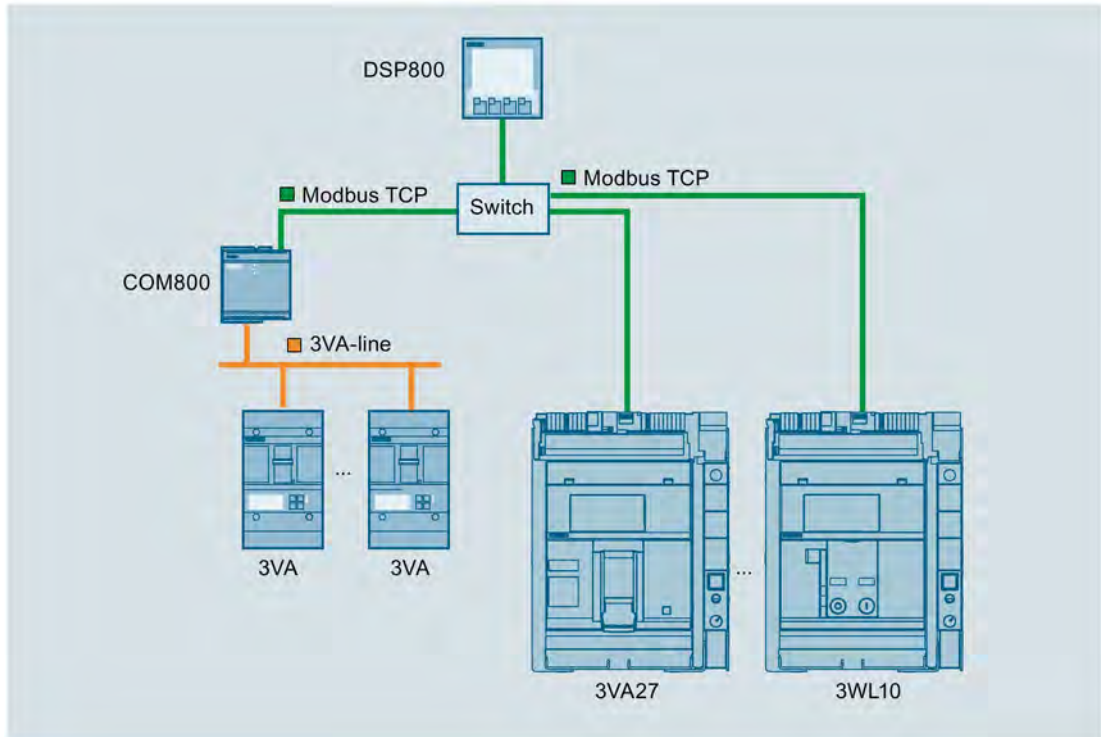 DSP800
Modbus TCP
Modbus TCP
Switch
COM800
3VA-line
...
3VA
3VA
...
3VA27
3WL10